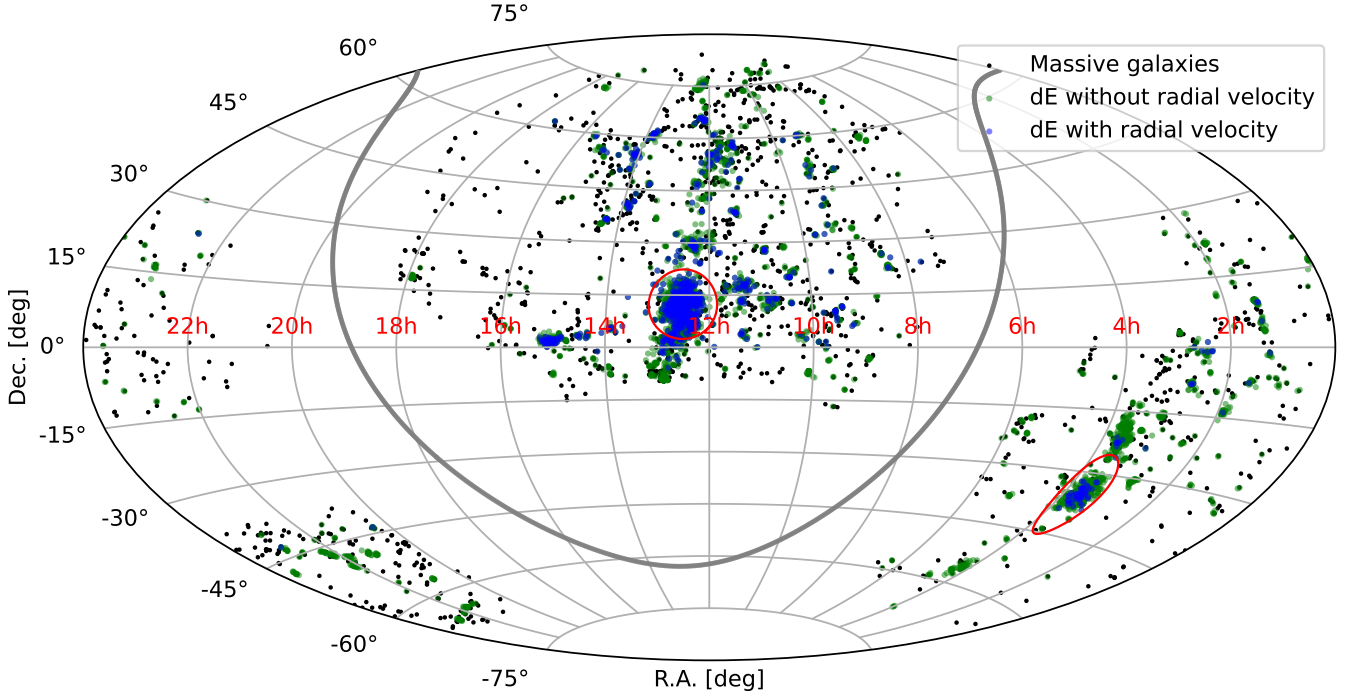 75°
60°
45°
30°
15°
0°
-15°
-30°
-45°
-60°
-75°
Dec. [deg]
R.A. [deg]
22h 20h 18h 16h 14h 12h 10h 8h 6h 4h 2h
Massive galaxies
dE without radial velocity
dE with radial velocity